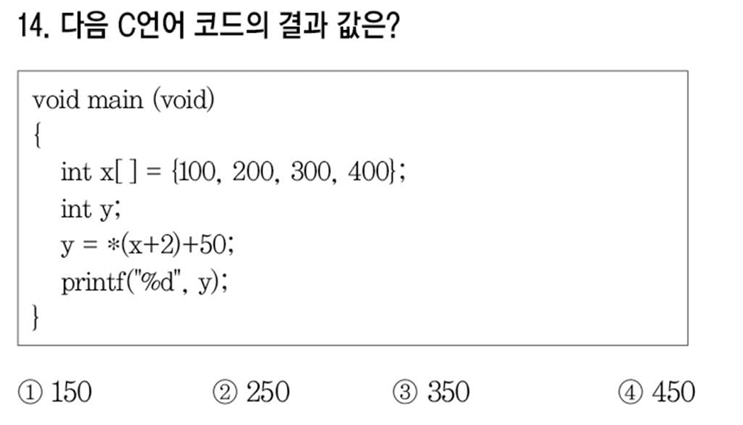 14. 다음 C언어 코드의 결과 값은?
void main (void)
{
int x[ ] = {100, 200, 300, 400};
int y;
y = *(x+2)+50;
printf("%d", y);
}
① 150 ② 250 ③ 350 ④ 450